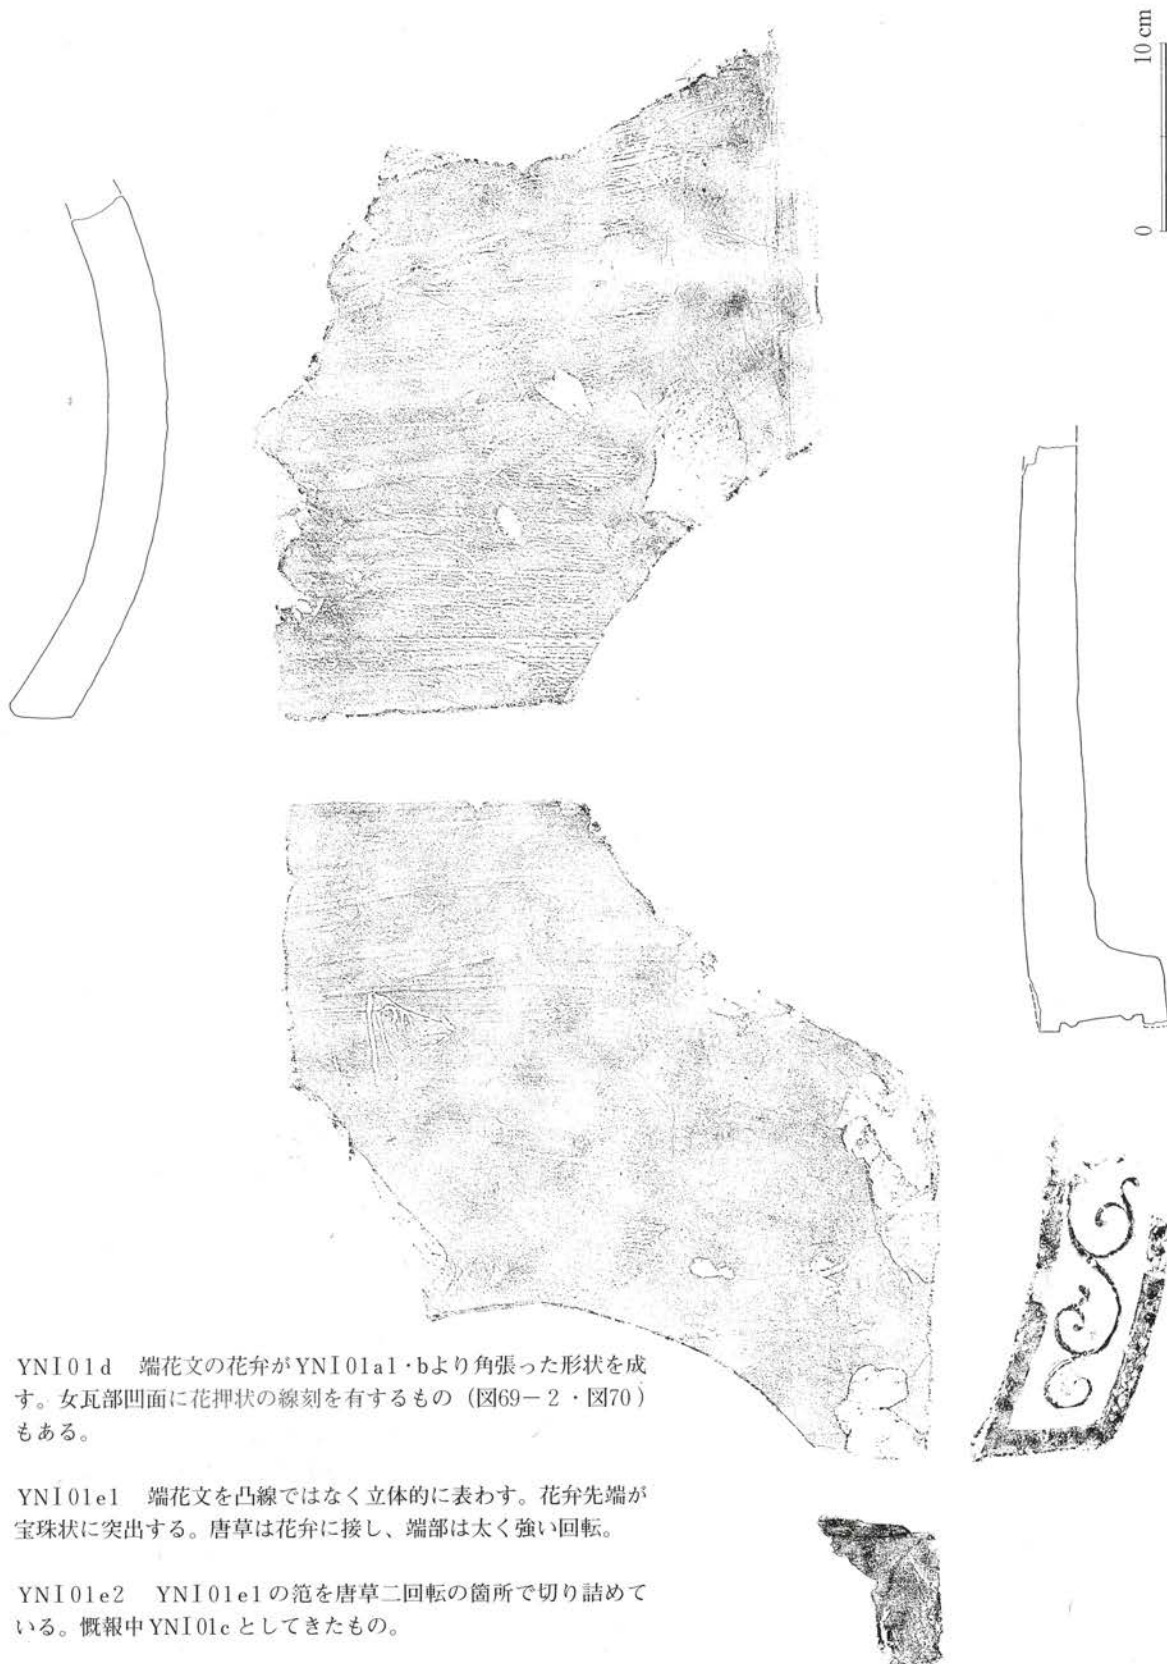 10 cm
0
YNⅠ01d　端花文の花弁がYNⅠ01a1・bより角張った形状を成
す。女瓦部凹面に花押状の線刻を有するもの（図69－2・図70）
もある。
YNⅠ01e1　端花文を凸線ではなく立体的に表わす。花弁先端が
宝珠状に突出する。唐草は花弁に接し、端部は太く強い回転。
YNⅠ01e2　YNⅠ01e1の笵を唐草二回転の箇所で切り詰めて
いる。慨報中YNⅠ01cとしてきたもの。